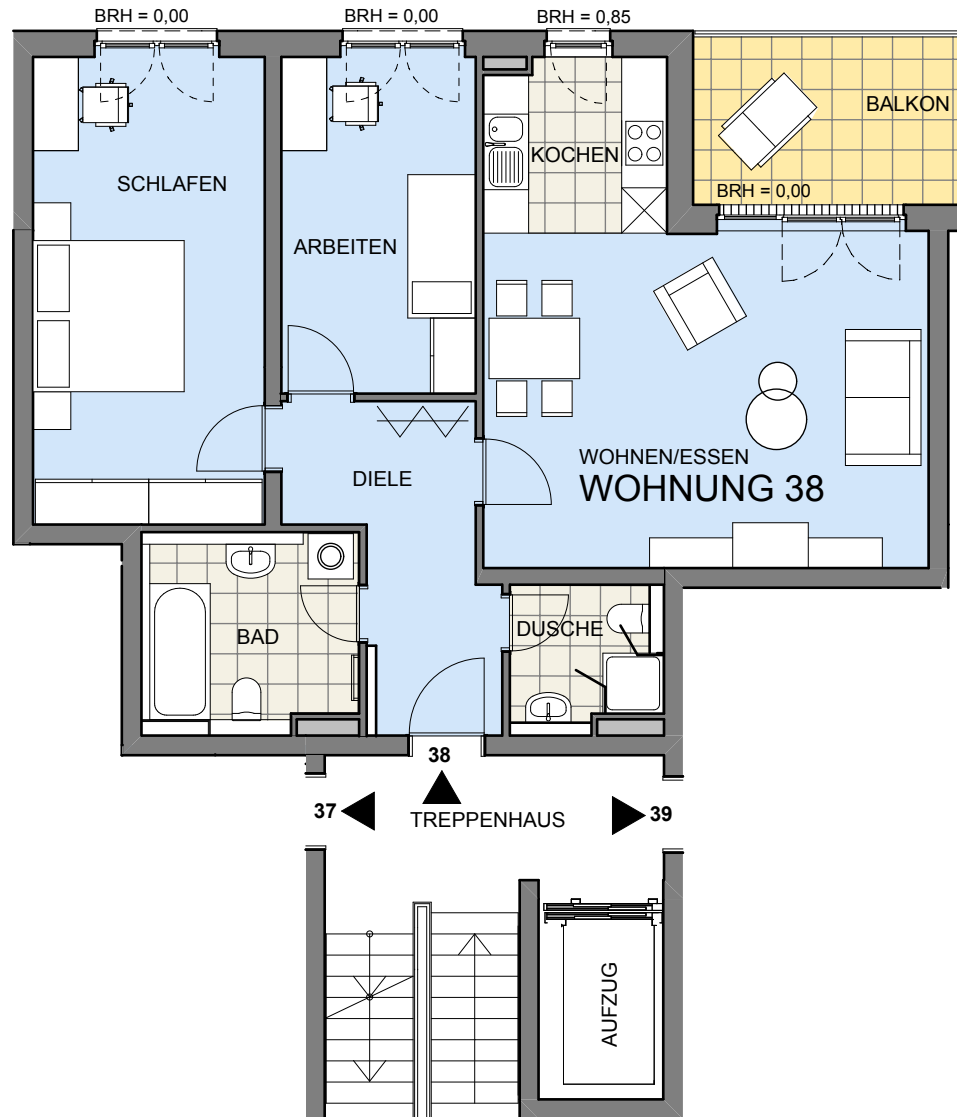 BRH = 0,00
BRH = 0,00
BRH = 0,85
BALKON
KOCHEN
SCHLAFEN
BRH = 0,00
ARBEITEN
WOHNEN/ESSEN
DIELE
WOHNUNG 38
DUSCHE
BAD
38
37
TREPPENHAUS
39
AUFZUG